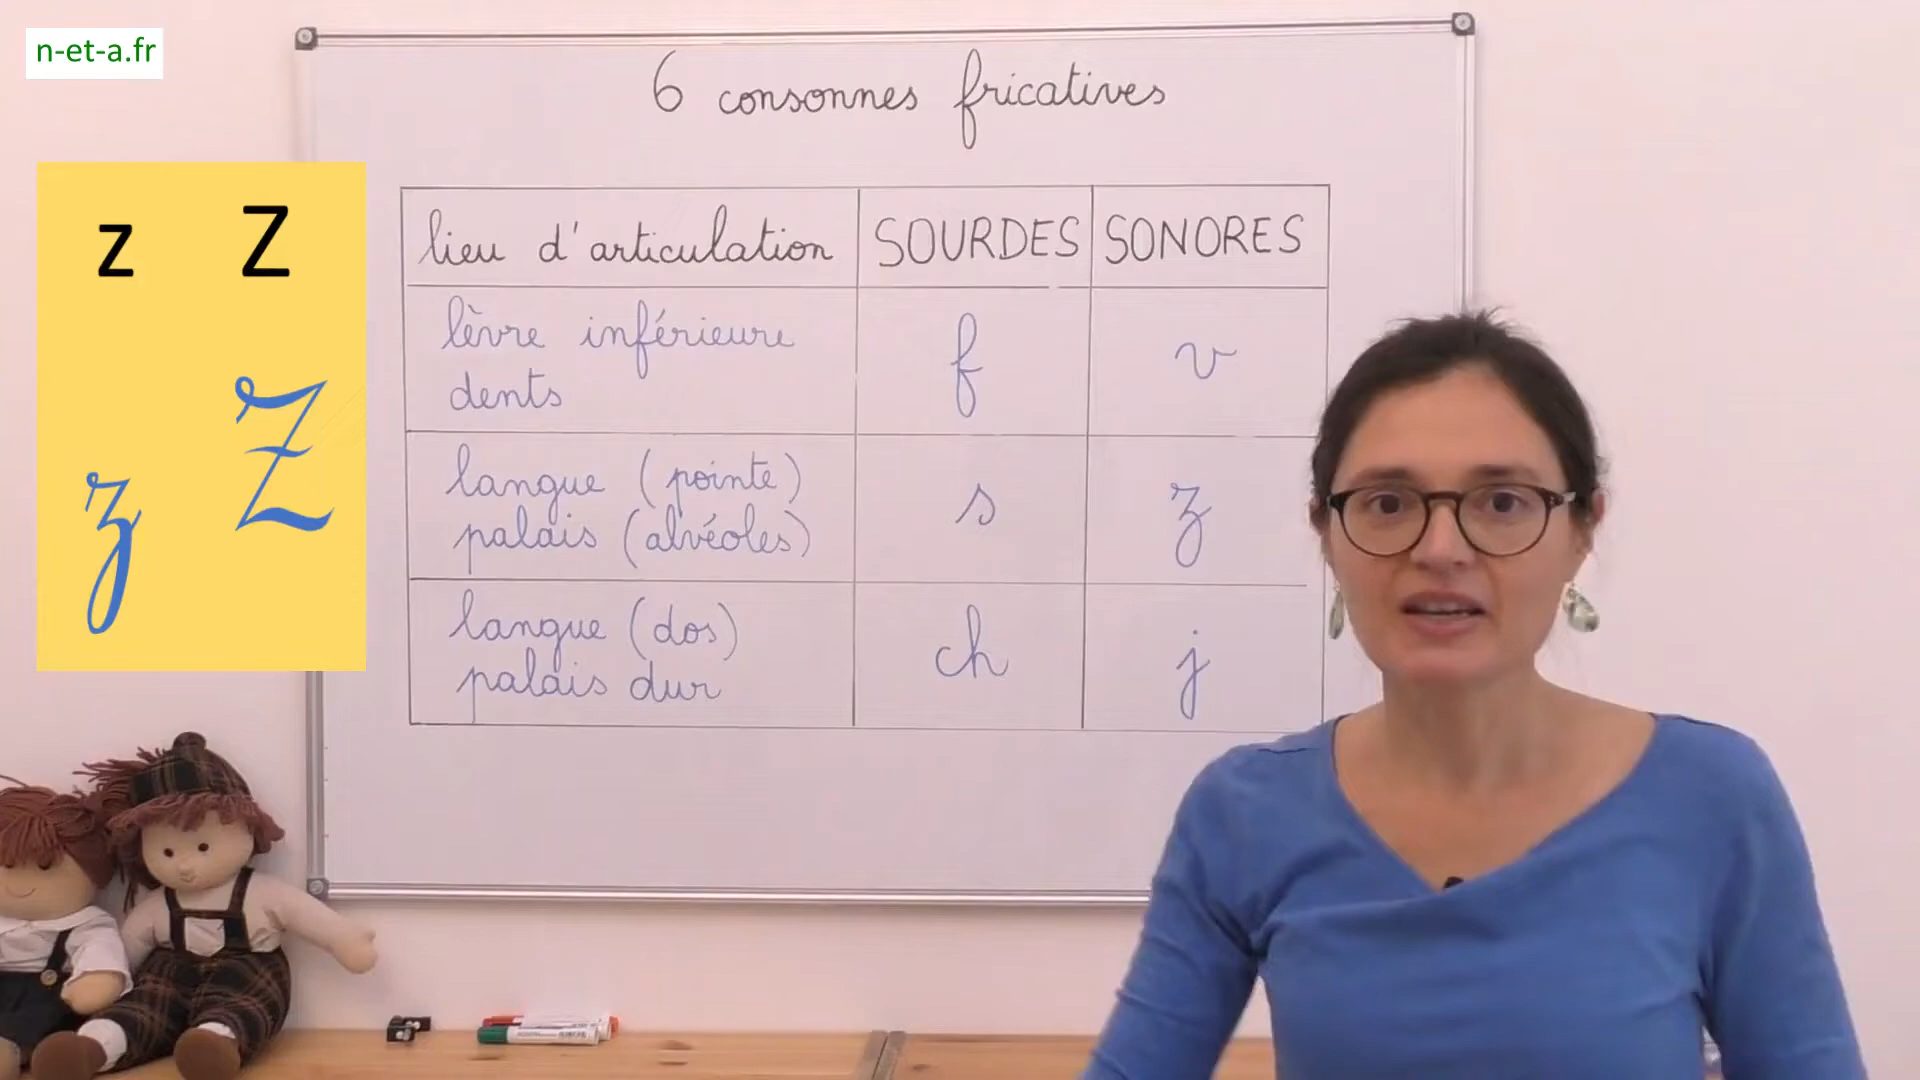 n-et-a.fr
z Z
z Z
6 consonnes fricatives
lieu d'articulation SOURDES SONORES
lèvre inférieure
dents
f v
langue (pointe)
palais (alvéoles)
s z
langue (dos)
palais dur
ch j